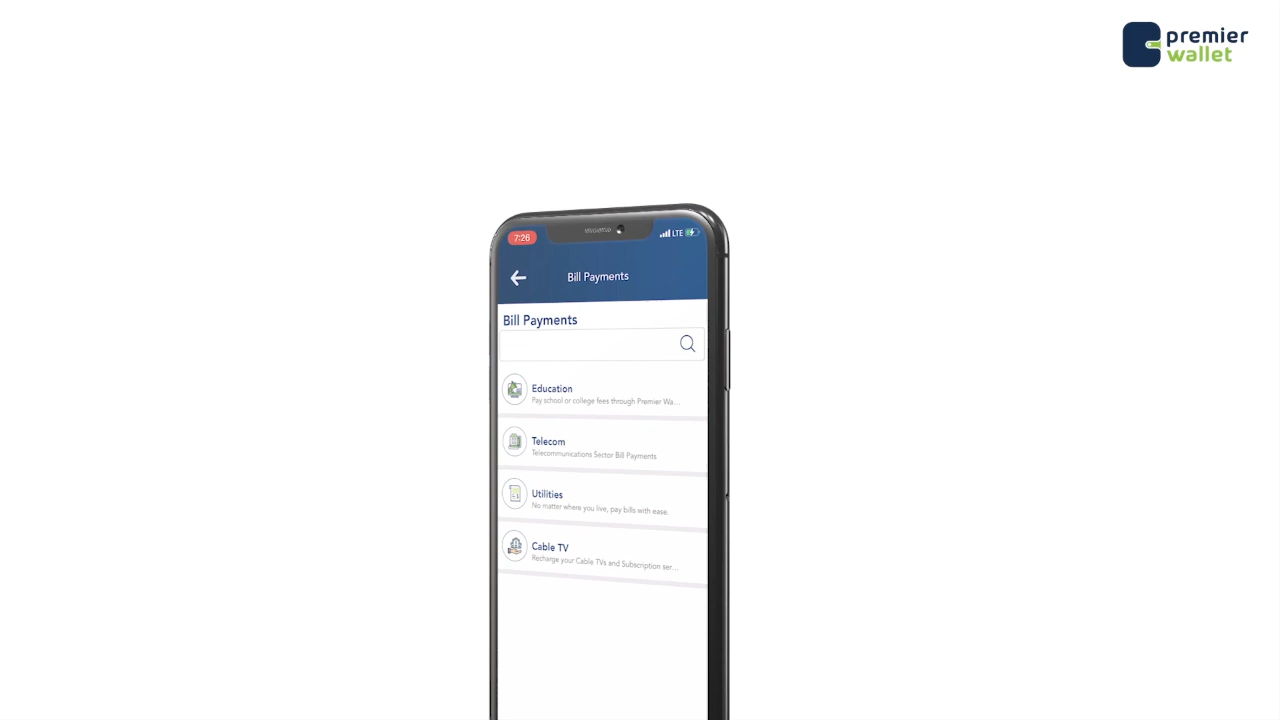 premier
wallet
7:26
LTE
Bill Payments
Bill Payments
Education
Pay school or college fees through Premier Wa...
Telecom
Telecommunications Sector Bill Payments
Utilities
No matter where you live, pay bills with ease.
Cable TV
Recharge your Cable TVs and Subscription ser...